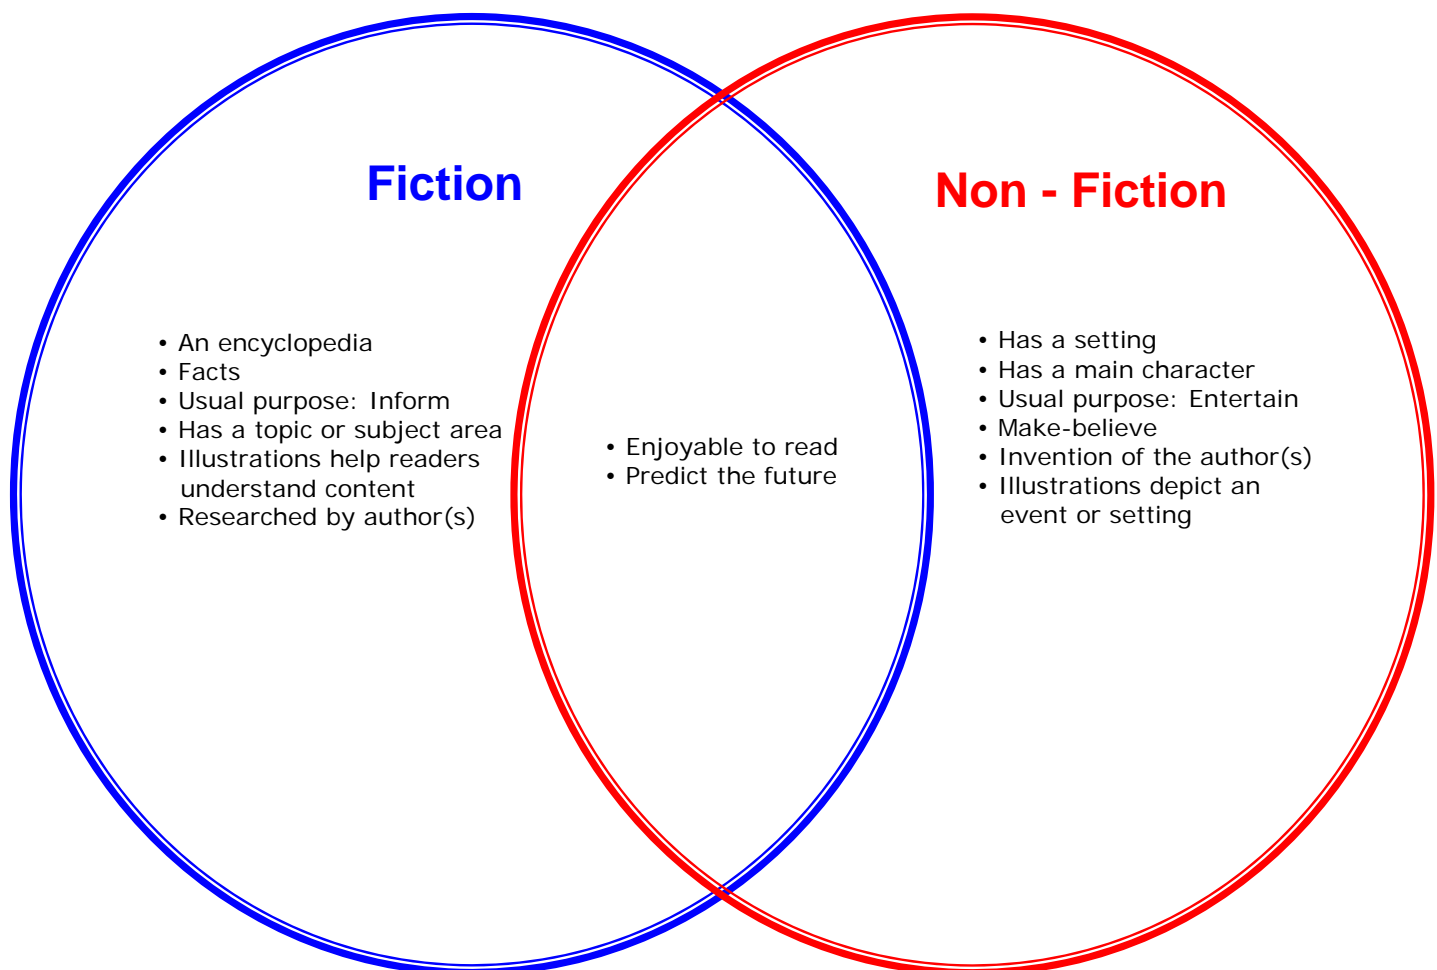 Fiction
• An encyclopedia
• Facts
• Usual purpose: Inform
• Has a topic or subject area
• Illustrations help readers
understand content
• Researched by author(s)
• Enjoyable to read
• Predict the future
Non - Fiction
• Has a setting
• Has a main character
• Usual purpose: Entertain
• Make-believe
• Invention of the author(s)
• Illustrations depict an
event or setting